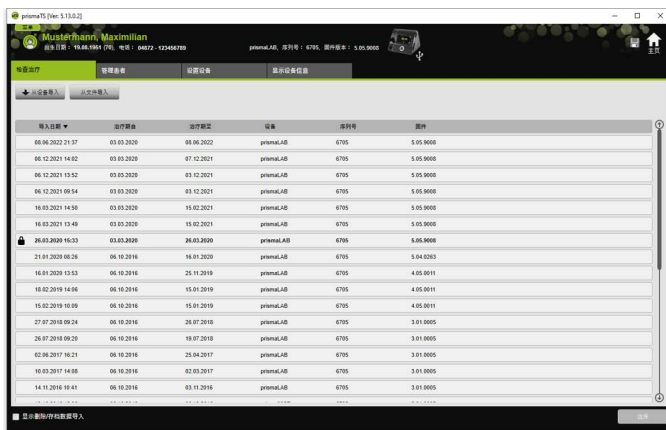 prismaTS [Ver. 5.13.0.2]
菜单
Mustermann, Maximilian
出生日期： 19.08.1951 (70), 电话： 04872 - 123456789
prismaLAB, 序列号： 6705, 固件版本： 5.05.9008
主页
检查治疗 管理患者 设置设备 显示设备信息
从设备导入 从文件导入
导入日期 ▼ 治疗期自 治疗期至 设备 序列号 固件
08.06.2022 21:37 03.03.2020 08.06.2022 prismaLAB 6705 5.05.9008
08.12.2021 14:02 03.03.2020 07.12.2021 prismaLAB 6705 5.05.9008
06.12.2021 13:52 03.03.2020 03.12.2021 prismaLAB 6705 5.05.9008
06.12.2021 09:54 03.03.2020 03.12.2021 prismaLAB 6705 5.05.9008
16.03.2021 14:50 03.03.2020 15.02.2021 prismaLAB 6705 5.05.9008
16.03.2021 13:49 03.03.2020 15.02.2021 prismaLAB 6705 5.05.9008
26.03.2020 15:33 03.03.2020 26.03.2020 prismaLAB 6705 5.05.9008
21.01.2020 08:26 06.10.2016 16.01.2020 prismaLAB 6705 5.04.0263
16.01.2020 13:53 06.10.2016 25.11.2019 prismaLAB 6705 4.05.0011
18.02.2019 14:06 06.10.2016 15.01.2019 prismaLAB 6705 4.05.0011
15.02.2019 10:09 06.10.2016 15.01.2019 prismaLAB 6705 4.05.0011
27.07.2018 09:24 06.10.2016 26.07.2018 prismaLAB 6705 3.01.0005
26.07.2018 09:20 06.10.2016 19.07.2018 prismaLAB 6705 3.01.0005
02.06.2017 16:21 06.10.2016 25.04.2017 prismaLAB 6705 3.01.0005
10.03.2017 14:08 06.10.2016 02.03.2017 prismaLAB 6705 3.01.0005
14.11.2016 10:41 06.10.2016 03.11.2016 prismaLAB 6705 3.01.0005
显示删除/存档数据导入